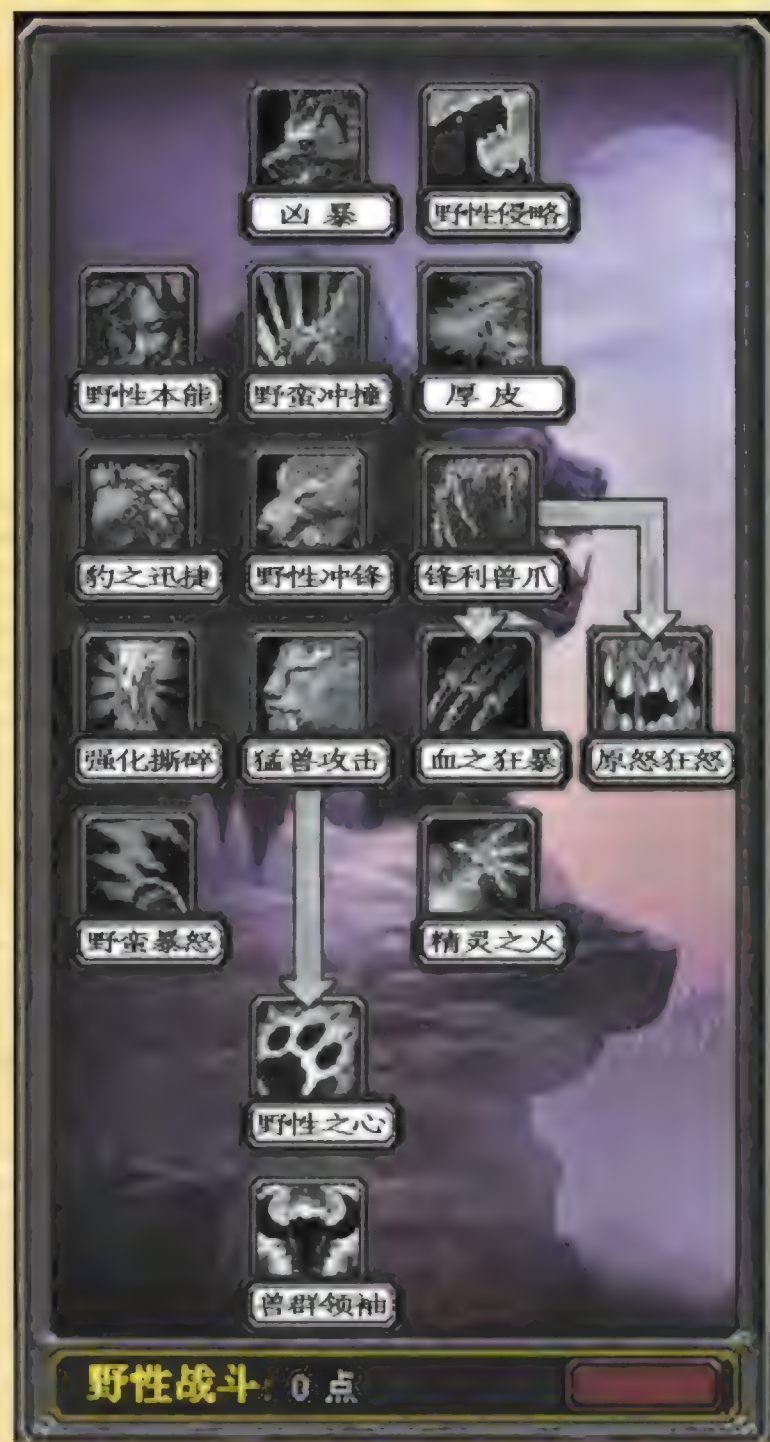 凶暴 野性侵略
野性本能 野蛮冲撞 厚皮
豹之迅捷 野性冲锋 锋利兽爪
强化撕碎 猛兽攻击 血之狂暴 原怒狂怒
野蛮暴怒 精灵之火
野性之心
兽群领袖
野性战斗 0 点